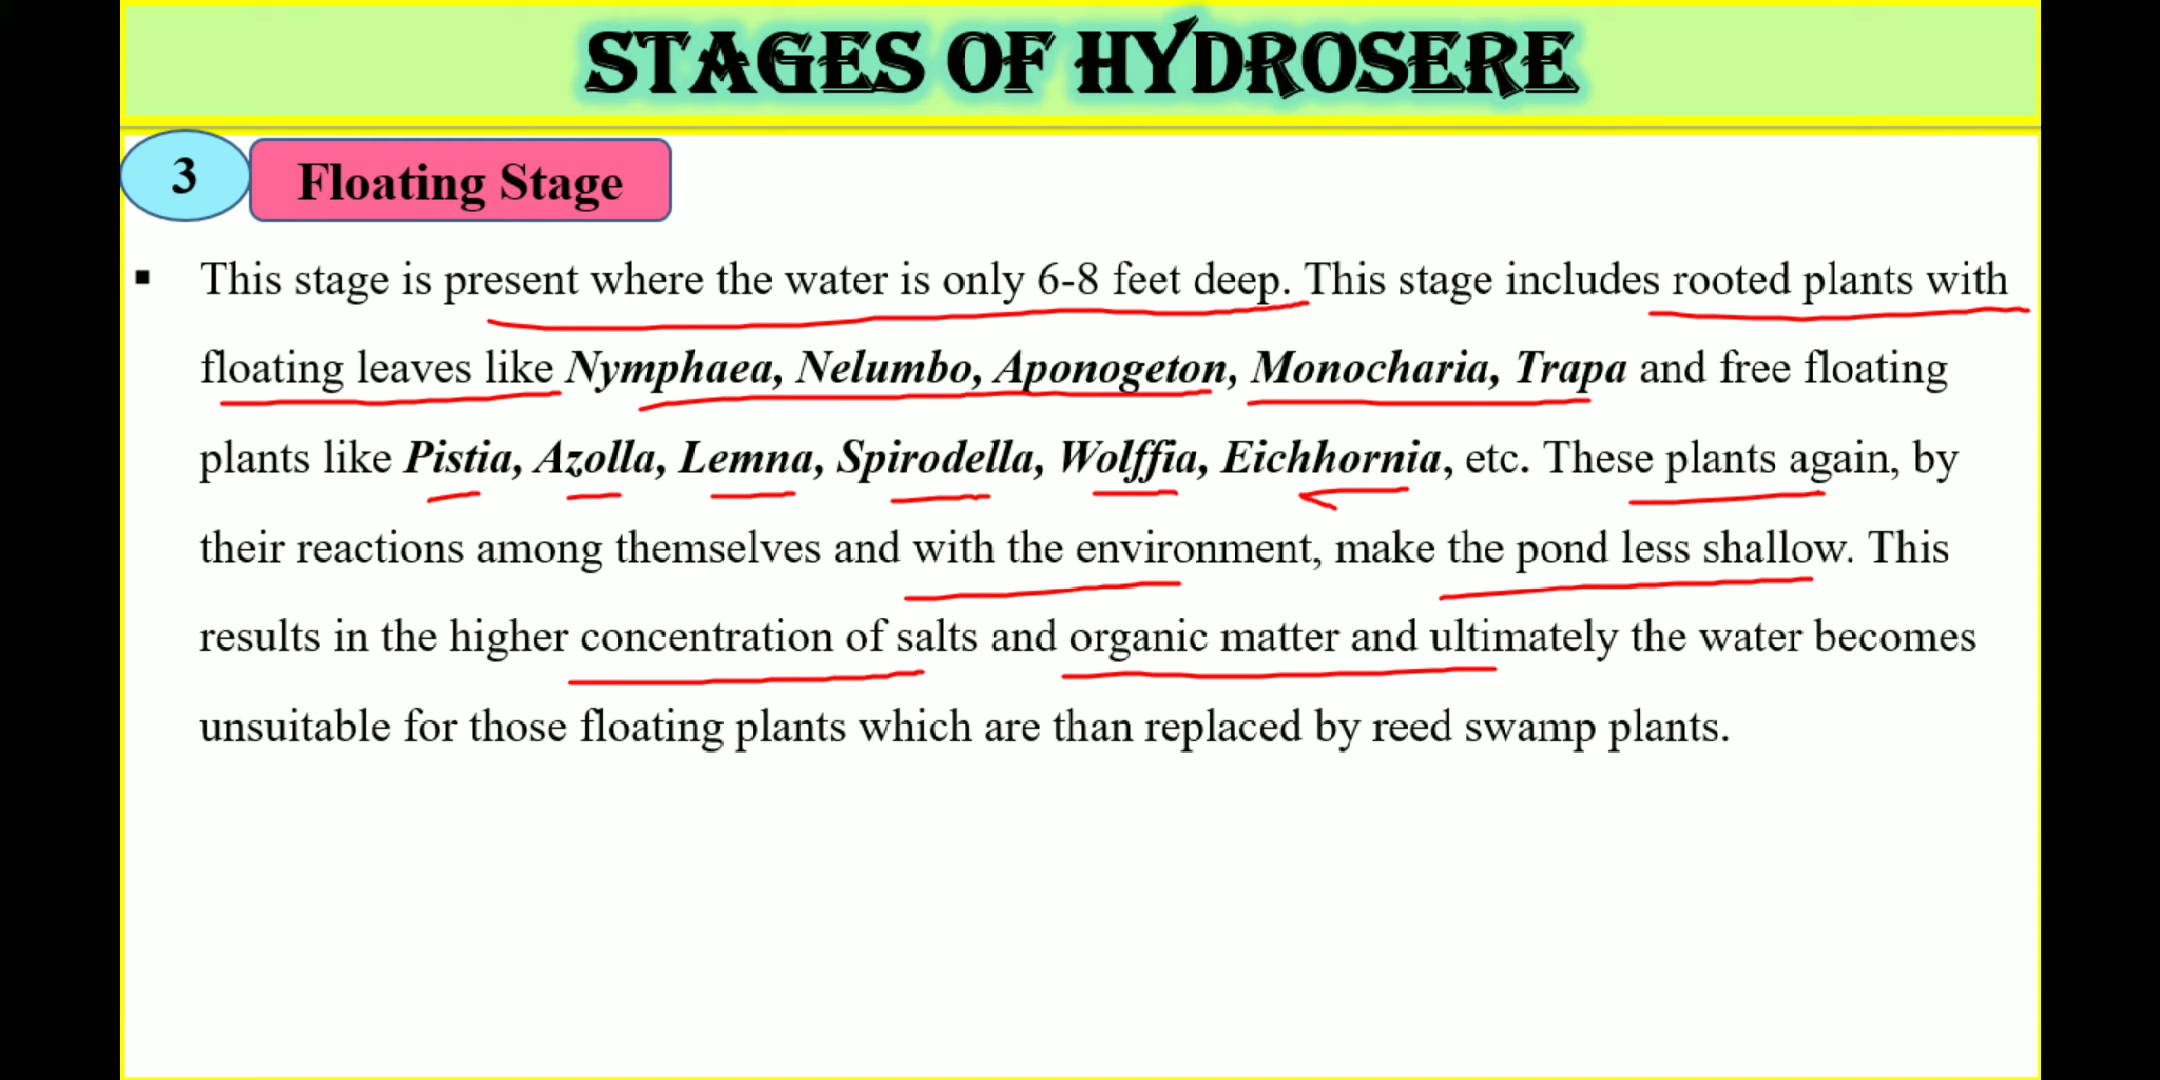 STAGES OF HYDROSERE
3
Floating Stage
▪ This stage is present where the water is only 6-8 feet deep. This stage includes rooted plants with
floating leaves like Nymphaea, Nelumbo, Aponogeton, Monocharia, Trapa and free floating
plants like Pistia, Azolla, Lemna, Spirodella, Wolffia, Eichhornia, etc. These plants again, by
their reactions among themselves and with the environment, make the pond less shallow. This
results in the higher concentration of salts and organic matter and ultimately the water becomes
unsuitable for those floating plants which are than replaced by reed swamp plants.